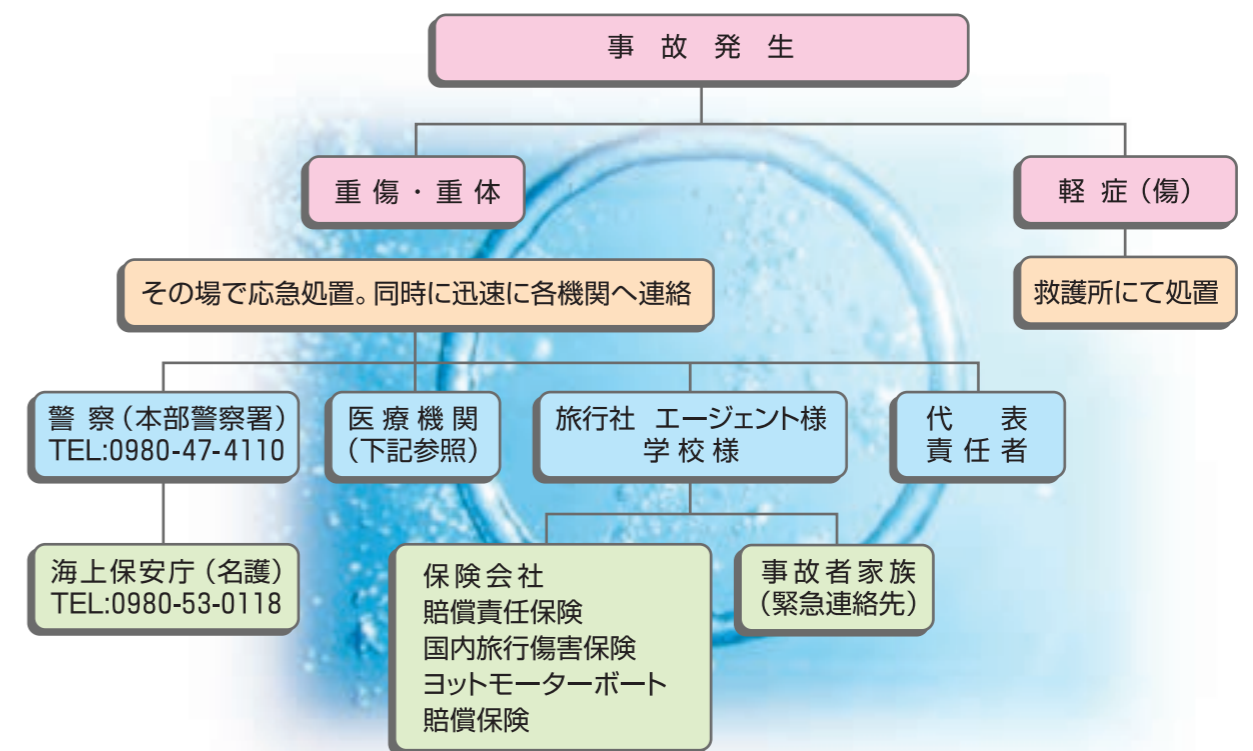 事故発生
重傷・重体
軽症（傷）
その場で応急処置。同時に迅速に各機関へ連絡
救護所にて処置
警察（本部警察署）
TEL:0980-47-4110
医療機関
（下記参照）
旅行社 エージェント様
学校様
代表
責任者
海上保安庁（名護）
TEL:0980-53-0118
保険会社
賠償責任保険
国内旅行傷害保険
ヨットモーターボート
賠償保険
事故者家族
（緊急連絡先）